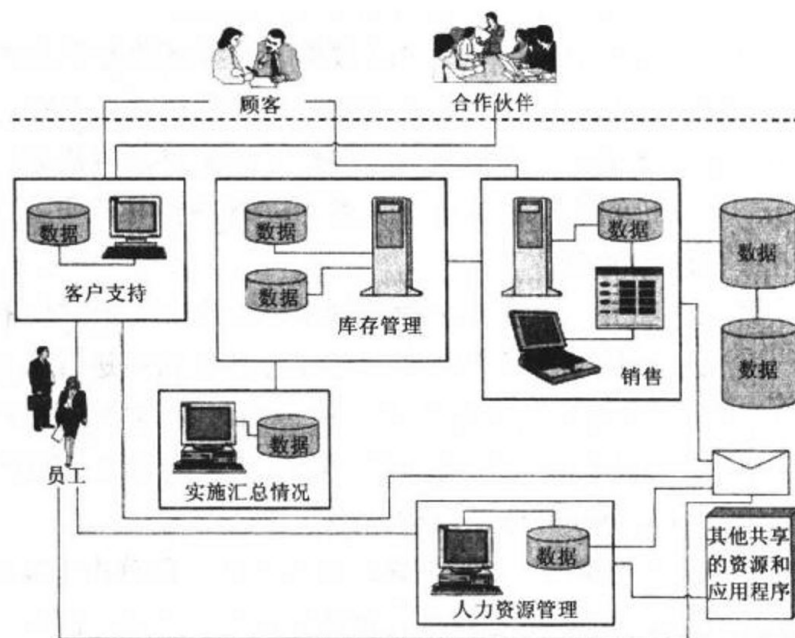 顾客
合作伙伴
数据
客户支持
数据
数据
库存管理
数据
销售
数据
数据
员工
数据
实施汇总情况
数据
人力资源管理
其他共享
的资源和
应用程序